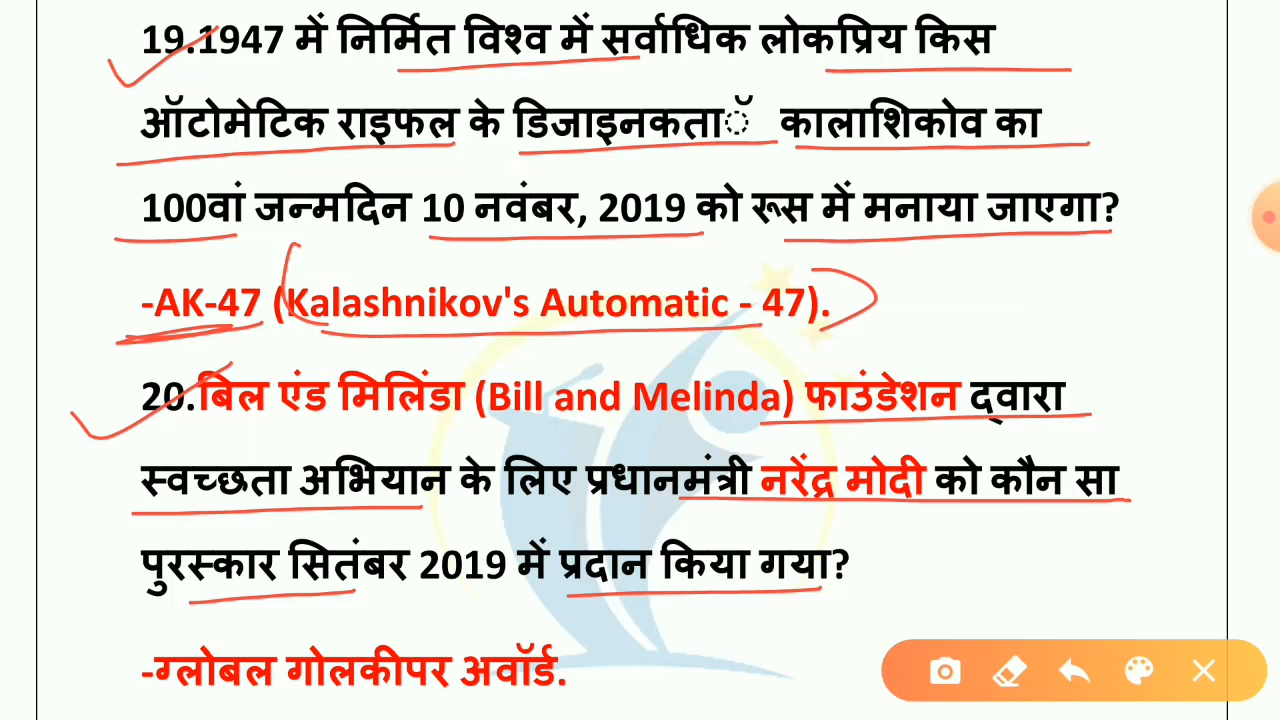 19.1947 में निर्मित विश्व में सर्वाधिक लोकप्रिय किस
ऑटोमेटिक राइफल के डिजाइनकताॅ कालाशिकोव का
100वां जन्मदिन 10 नवंबर, 2019 को रूस में मनाया जाएगा?
-AK-47 (Kalashnikov's Automatic - 47).
20.बिल एंड मिलिंडा (Bill and Melinda) फाउंडेशन द्वारा
स्वच्छता अभियान के लिए प्रधानमंत्री नरेंद्र मोदी को कौन सा
पुरस्कार सितंबर 2019 में प्रदान किया गया?
-ग्लोबल गोलकीपर अवॉर्ड.